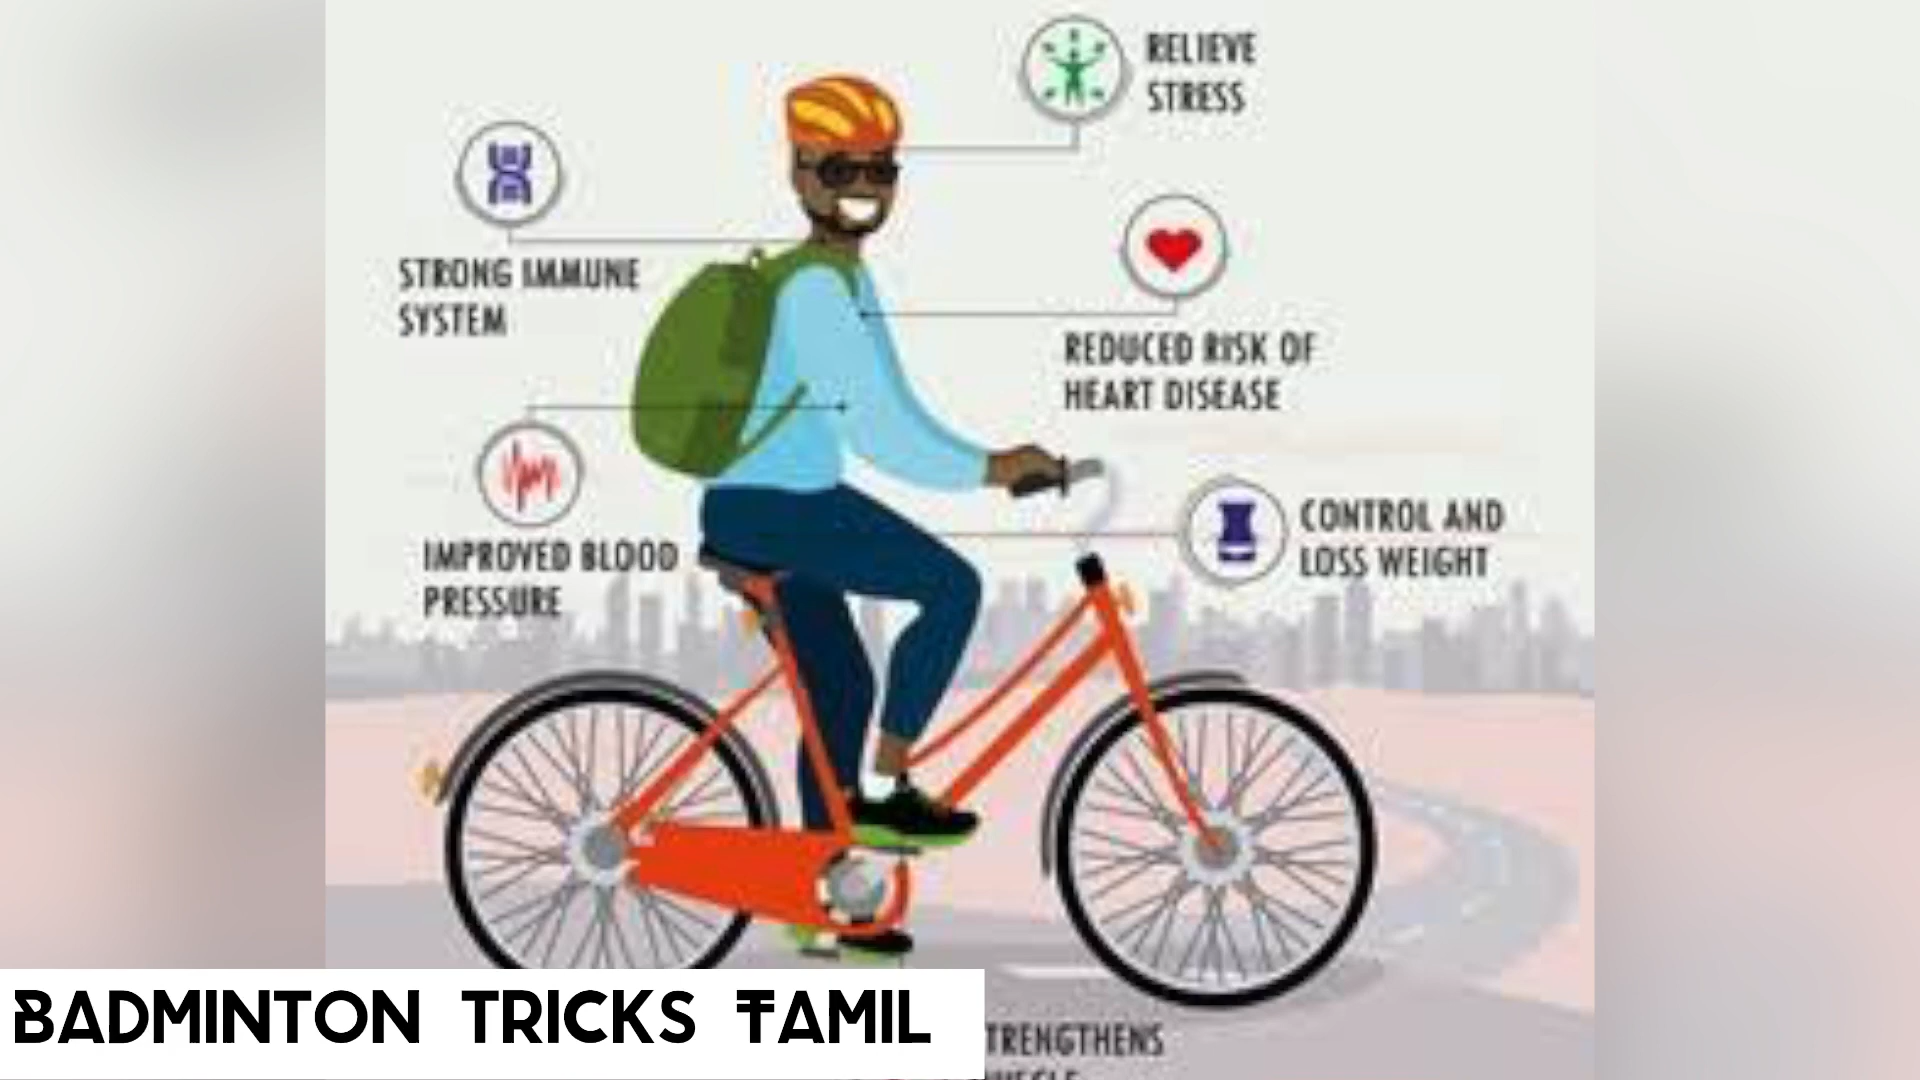 RELIEVE
STRESS
STRONG IMMUNE
SYSTEM
REDUCED RISK OF
HEART DISEASE
IMPROVED BLOOD
PRESSURE
CONTROL AND
LOSS WEIGHT
BADMINTON TRICKS TAMIL
TRENGTHENS